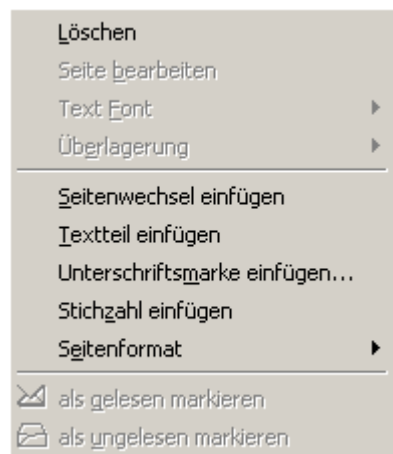 Löschen
Seite bearbeiten
Text Font
Überlagerung
Seitenwechsel einfügen
Textteil einfügen
Unterschriftsmarke einfügen...
Stichzahl einfügen
Seitenformat
als gelesen markieren
als ungelesen markieren